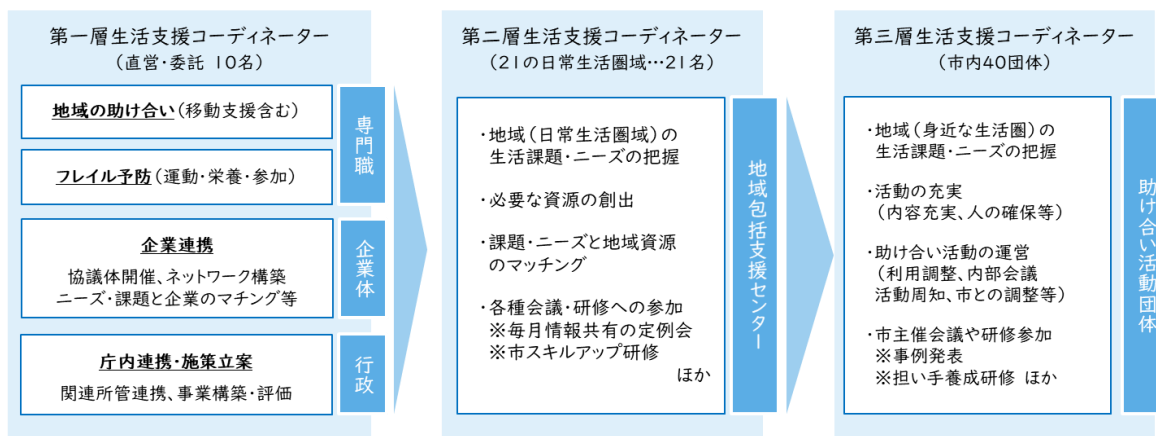 第一層生活支援コーディネーター
（直営・委託 10名）
地域の助け合い（移動支援含む）
フレイル予防（運動・栄養・参加）
専門職
企業連携
協議体開催、ネットワーク構築
ニーズ・課題と企業のマチング等
企業体
庁内連携・施策立案
関連所管連携、事業構築・評価
行政
第二層生活支援コーディネーター
（21の日常生活圏域…21名）
・地域（日常生活圏域）の
生活課題・ニーズの把握
・必要な資源の創出
・課題・ニーズと地域資源
のマッチング
・各種会議・研修への参加
※毎月情報共有の定例会
※市スキルアップ研修
ほか
地域包括支援センター
第三層生活支援コーディネーター
（市内40団体）
・地域（身近な生活圏）の
生活課題・ニーズの把握
・活動の充実
（内容充実、人の確保等）
・助け合い活動の運営
（利用調整、内部会議
活動周知、市との調整等）
・市主催会議や研修参加
※事例発表
※担い手養成研修 ほか
助け合い活動団体